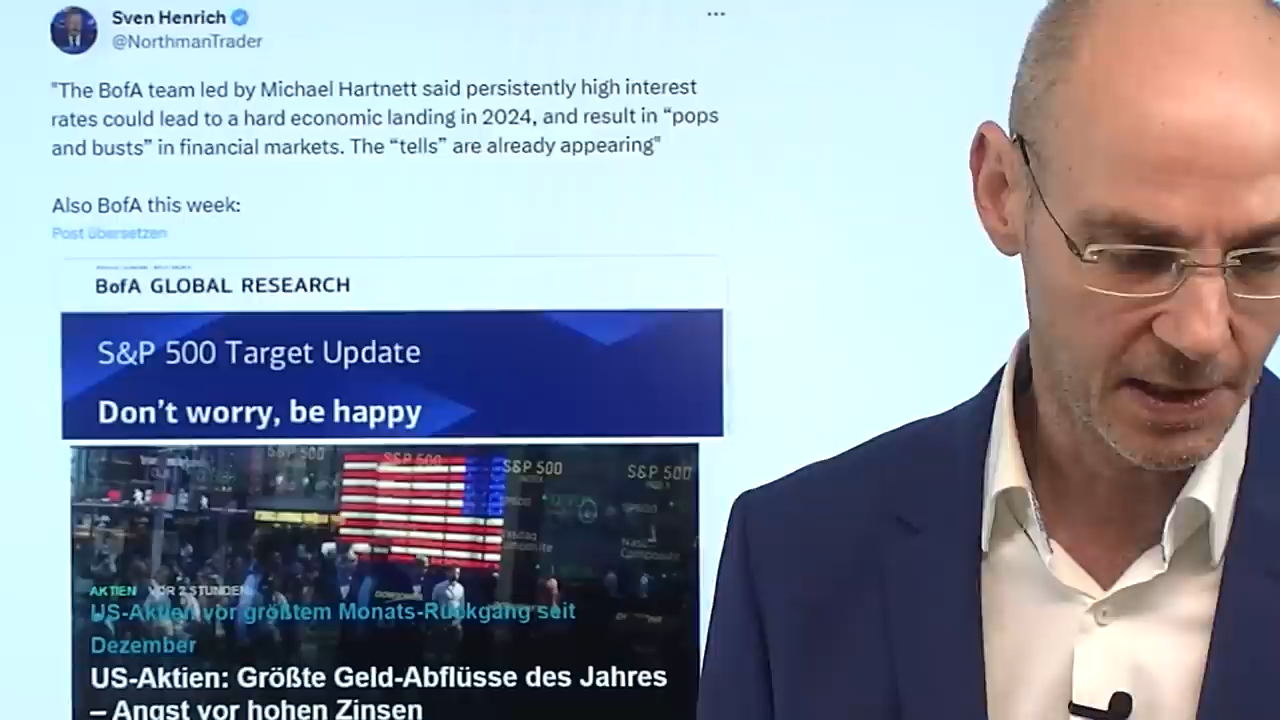 Sven Henrich
@NorthmanTrader
"The BofA team led by Michael Hartnett said persistently high interest
rates could lead to a hard economic landing in 2024, and result in “pops
and busts” in financial markets. The “tells” are already appearing"
Also BofA this week:
Post übersetzen
BofA GLOBAL RESEARCH
S&P 500 Target Update
Don’t worry, be happy
S&P 500
S&P 500
S&P 500
S&P 500
AKTIEN VOR 2 STUNDEN
US-Aktien vor größtem Monats-Rückgang seit
Dezember
US-Aktien: Größte Geld-Abflüsse des Jahres
– Angst vor hohen Zinsen